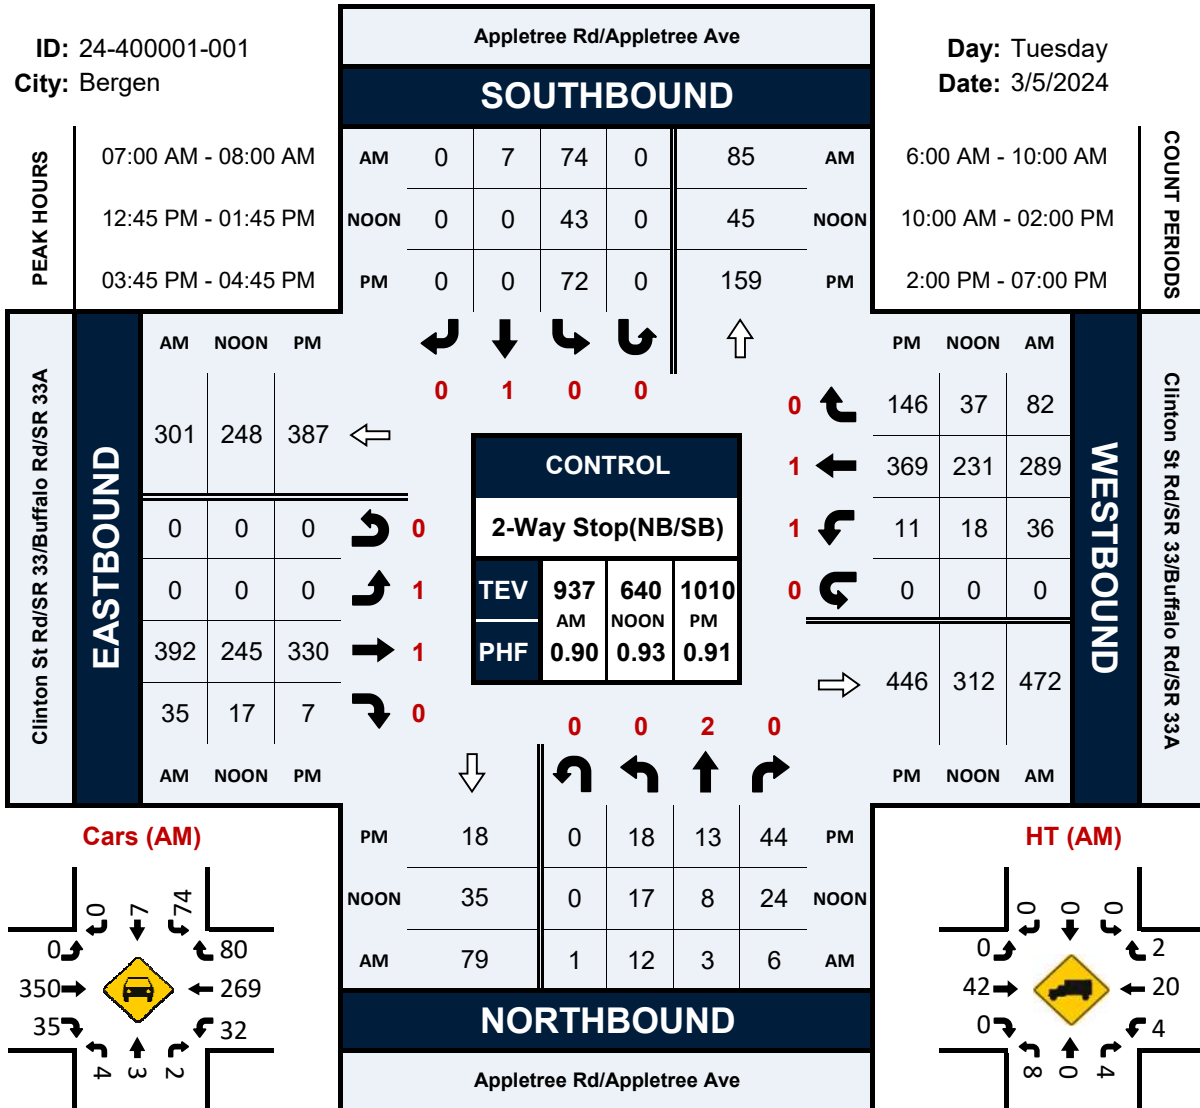 Appletree Rd/Appletree Ave
ID: 24-400001-001
City: Bergen
Day: Tuesday
Date: 3/5/2024
SOUTHBOUND
PEAK HOURS
07:00 AM - 08:00 AM
12:45 PM - 01:45 PM
03:45 PM - 04:45 PM
AM 0 7 74 0 85 AM
NOON 0 0 43 0 45 NOON
PM 0 0 72 0 159 PM
0 1 0 0
COUNT PERIODS
6:00 AM - 10:00 AM
10:00 AM - 02:00 PM
2:00 PM - 07:00 PM
Clinton St Rd/SR 33/Buffalo Rd/SR 33A
EASTBOUND
AM NOON PM
301 248 387
0 0 0 0
0 0 0 1
392 245 330 1
35 17 7 0
AM NOON PM
CONTROL
2-Way Stop(NB/SB)
TEV 937 640 1010
AM NOON PM
PHF 0.90 0.93 0.91
PM NOON AM
0 146 37 82
1 369 231 289
1 11 18 36
0 0 0 0
446 312 472
PM NOON AM
WESTBOUND
Clinton St Rd/SR 33/Buffalo Rd/SR 33A
0 0 2 0
PM 18 0 18 13 44 PM
NOON 35 0 17 8 24 NOON
AM 79 1 12 3 6 AM
NORTHBOUND
Appletree Rd/Appletree Ave
Cars (AM)
0 7 74
0 80
350 269
35 32
4 3 2
HT (AM)
0 0 0
0 2
42 20
0 4
8 0 4